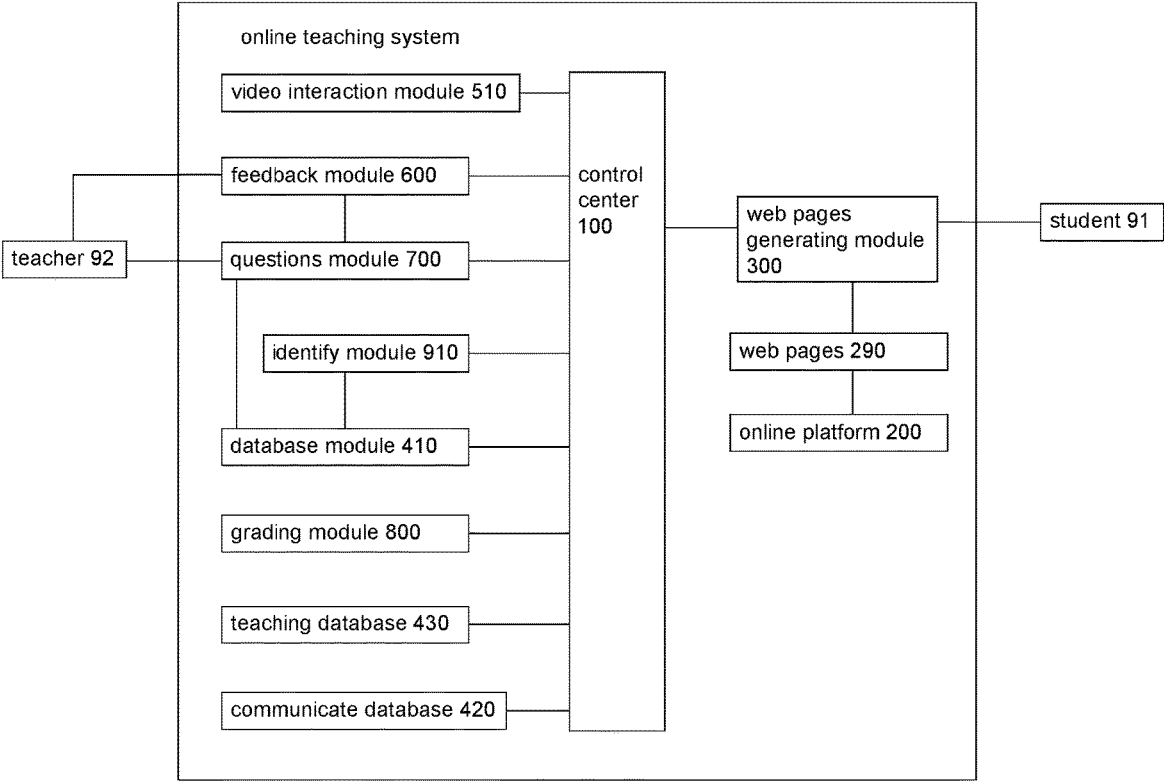 online teaching system
video interaction module 510
feedback module 600
control
center
100
web pages
generating module
300
student 91
teacher 92
questions module 700
identify module 910
web pages 290
database module 410
online platform 200
grading module 800
teaching database 430
communicate database 420